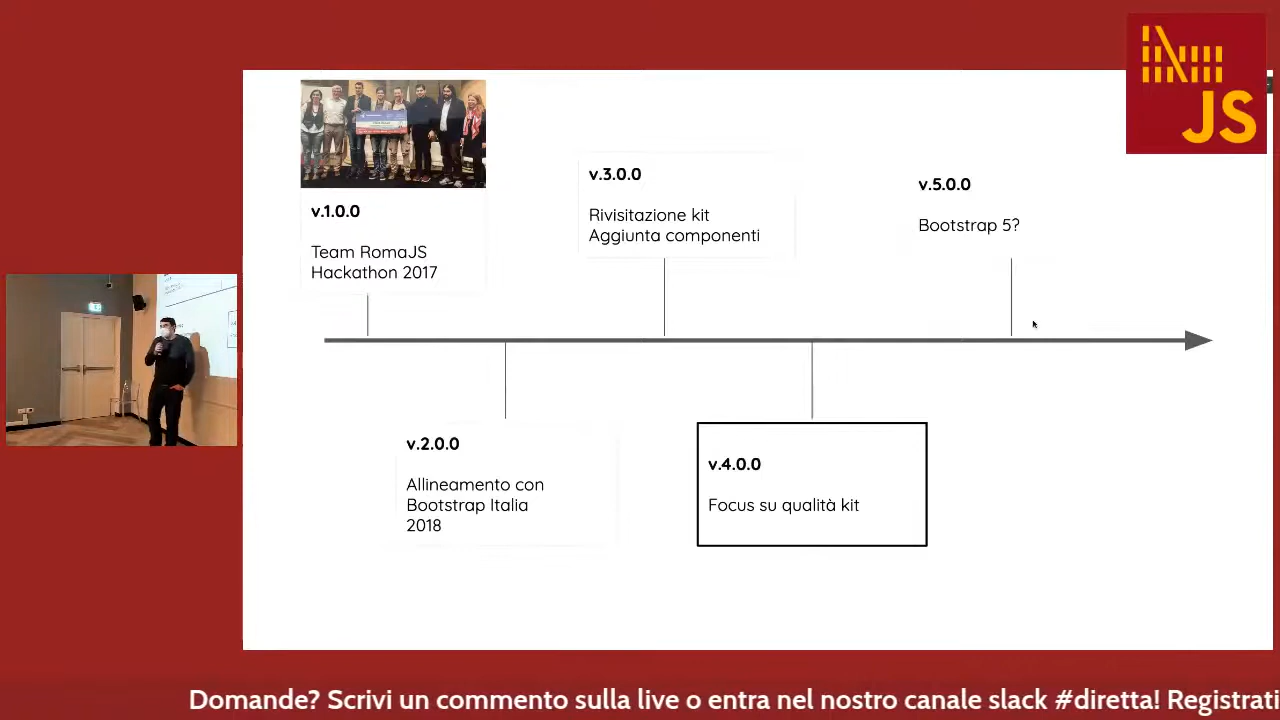 JS
v.1.0.0
Team RomaJS
Hackathon 2017
v.3.0.0
Rivisitazione kit
Aggiunta componenti
v.5.0.0
Bootstrap 5?
v.2.0.0
Allineamento con
Bootstrap Italia
2018
v.4.0.0
Focus su qualità kit
Domande? Scrivi un commento sulla live o entra nel nostro canale slack #diretta! Registrati